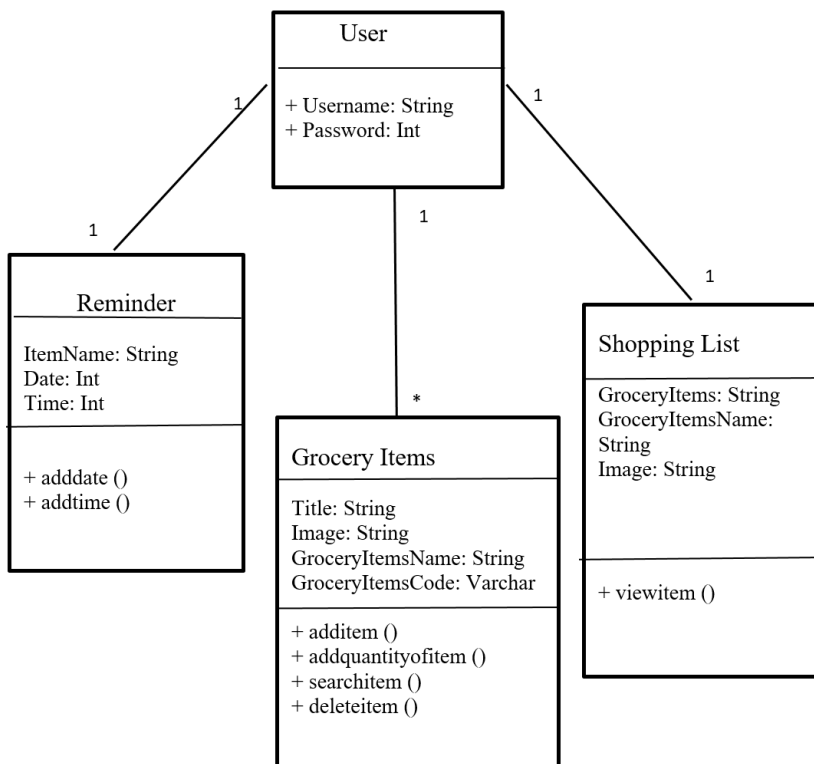 User
+ Username: String
+ Password: Int
1
1
1
1
1
*
Reminder
ItemName: String
Date: Int
Time: Int
+ adddate ()
+ addtime ()
Grocery Items
Title: String
Image: String
GroceryItemsName: String
GroceryItemsCode: Varchar
+ additem ()
+ addquantityofitem ()
+ searchitem ()
+ deleteitem ()
Shopping List
GroceryItems: String
GroceryItemsName:
String
Image: String
+ viewitem ()